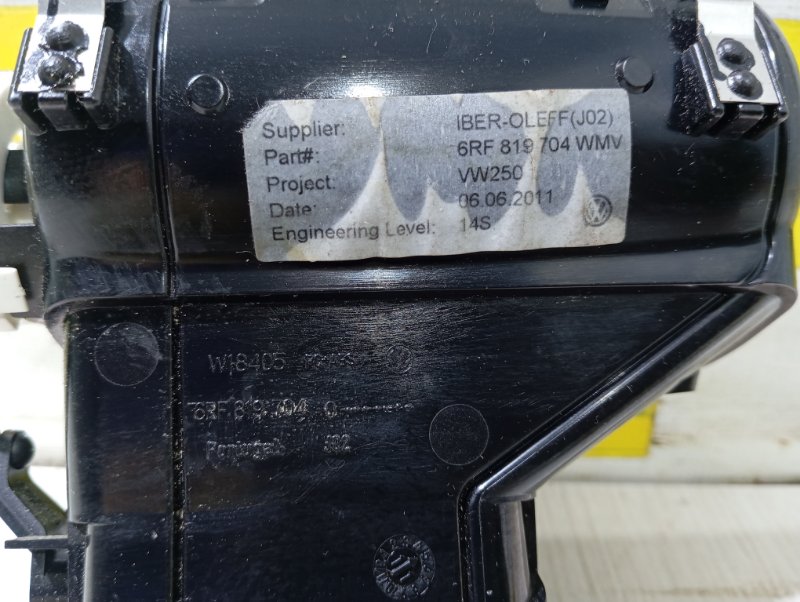 Supplier: IBER-OLEFF(J02)
Part#: 6RF 819 704 WMV
Project: VW250
Date: 06.06.2011
Engineering Level: 14S
W18405
6RF 819 704
Portugal J02